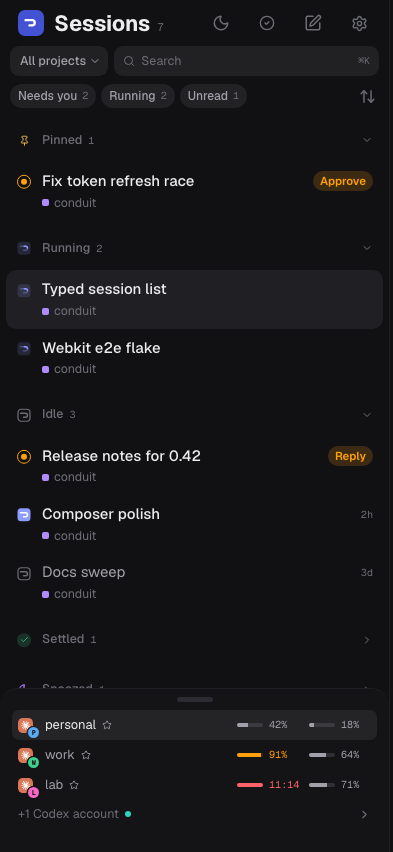 Sessions 7
All projects
Search ⌘K
Needs you 2 Running 2 Unread 1
Pinned 1
Fix token refresh race Approve
conduit
Running 2
Typed session list
conduit
Webkit e2e flake
conduit
Idle 3
Release notes for 0.42 Reply
conduit
Composer polish 2h
conduit
Docs sweep 3d
conduit
Settled 1
P personal 42% 18%
W work 91% 64%
L lab 11:14 71%
+1 Codex account